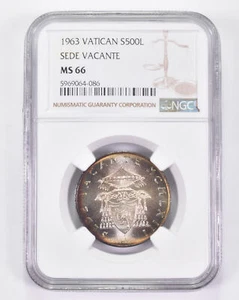 1963 VATICAN S500L
SEDE VACANTE
MS 66
5969064-086
NUMISMATIC GUARANTY CORPORATION
NGC